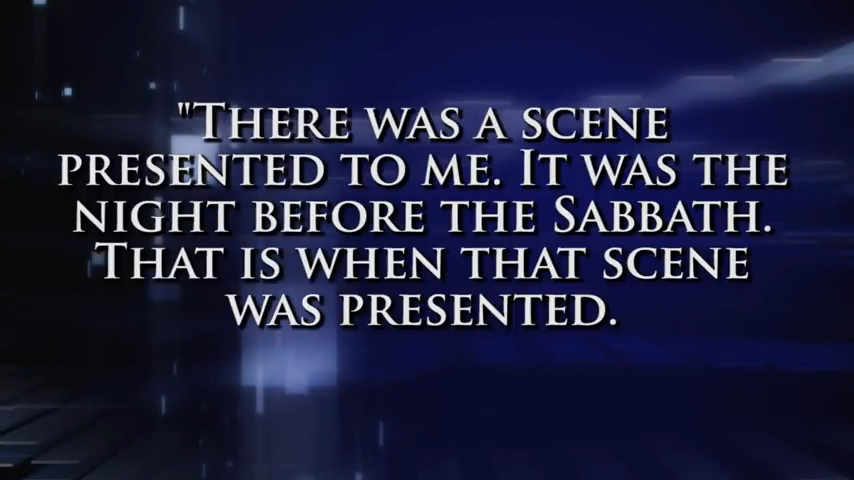 "There was a scene
presented to me. It was the
night before the Sabbath.
That is when that scene
was presented.